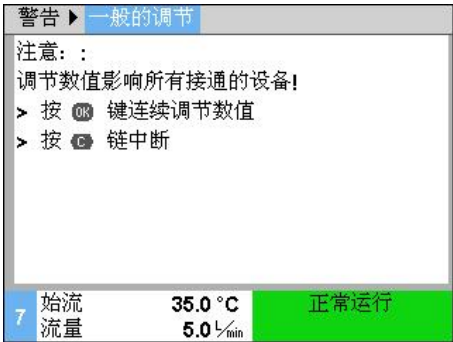 警告 ▶ 一般的调节
注意: :
调节数值影响所有接通的设备!
> 按 OK 键连续调节数值
> 按 C 链中断
7 始流 35.0 °C 正常运行
流量 5.0 L/min